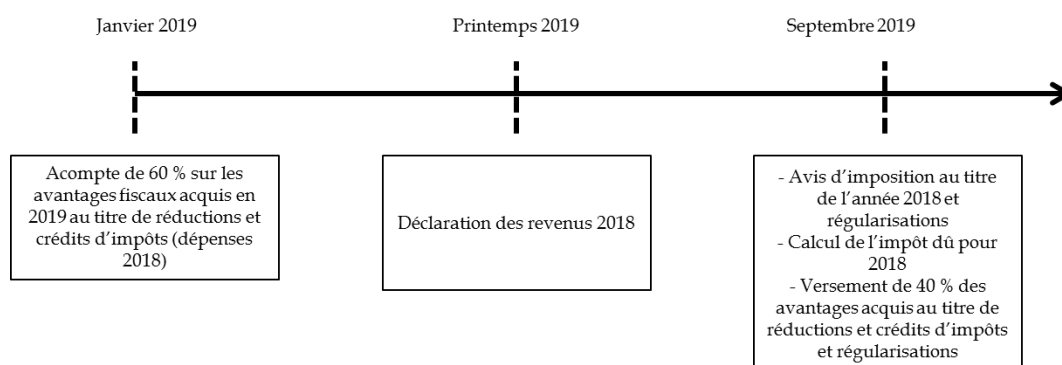 Janvier 2019
Printemps 2019
Septembre 2019
Acompte de 60 % sur les
avantages fiscaux acquis en
2019 au titre de réductions et
crédits d’impôts (dépenses
2018)
Déclaration des revenus 2018
- Avis d’imposition au titre
de l’année 2018 et
régularisations
- Calcul de l’impôt dû pour
2018
- Versement de 40 % des
avantages acquis au titre de
réductions et crédits d’impôts
et régularisations